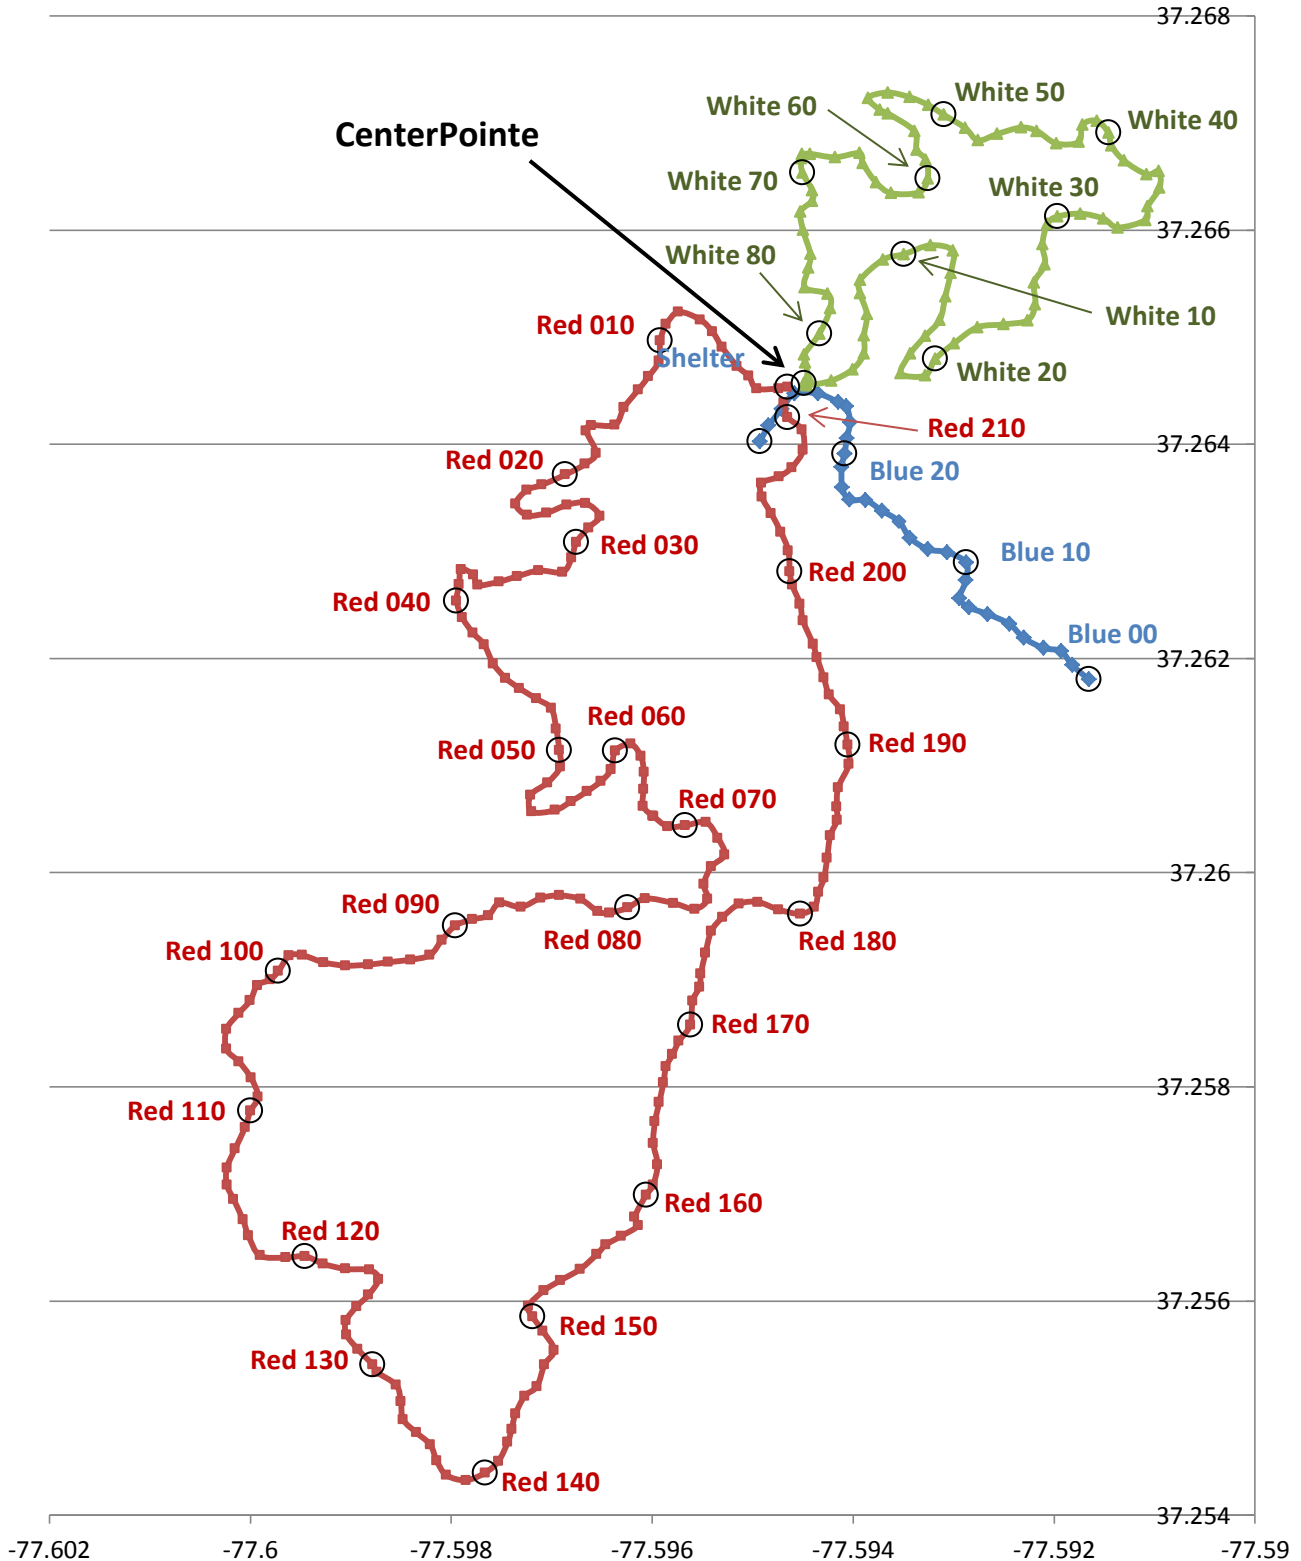 37.268
White 50
White 60
White 40
CenterPointe
White 70
White 30
37.266
White 80
White 10
Red 010
Shelter
White 20
Red 210
37.264
Red 020
Blue 20
Red 030
Blue 10
Red 200
Red 040
Blue 00
37.262
Red 060
Red 050
Red 190
Red 070
37.26
Red 090
Red 080
Red 180
Red 100
Red 170
37.258
Red 110
Red 160
Red 120
37.256
Red 150
Red 130
Red 140
37.254
-77.602
-77.6
-77.598
-77.596
-77.594
-77.592
-77.59